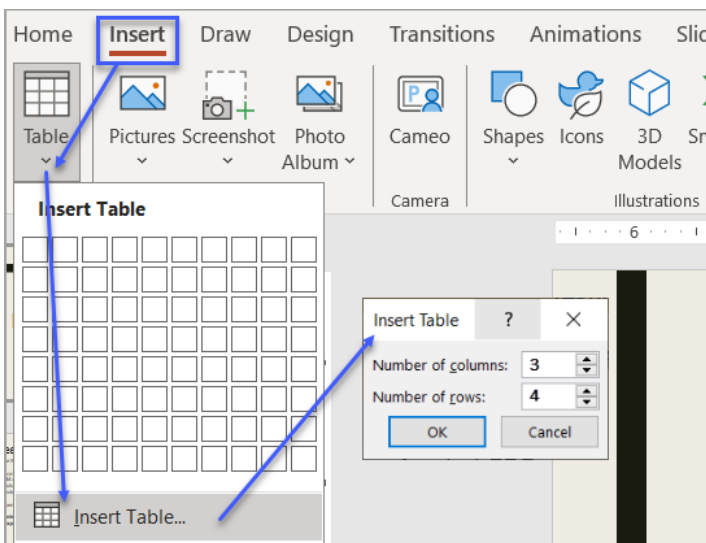 Home Insert Draw Design Transitions Animations
Table Pictures Screenshot Photo Album Cameo Shapes Icons 3D Models
Camera Illustrations
Insert Table
6
Insert Table ? 
Number of columns: 3
Number of rows: 4
OK Cancel
Insert Table...